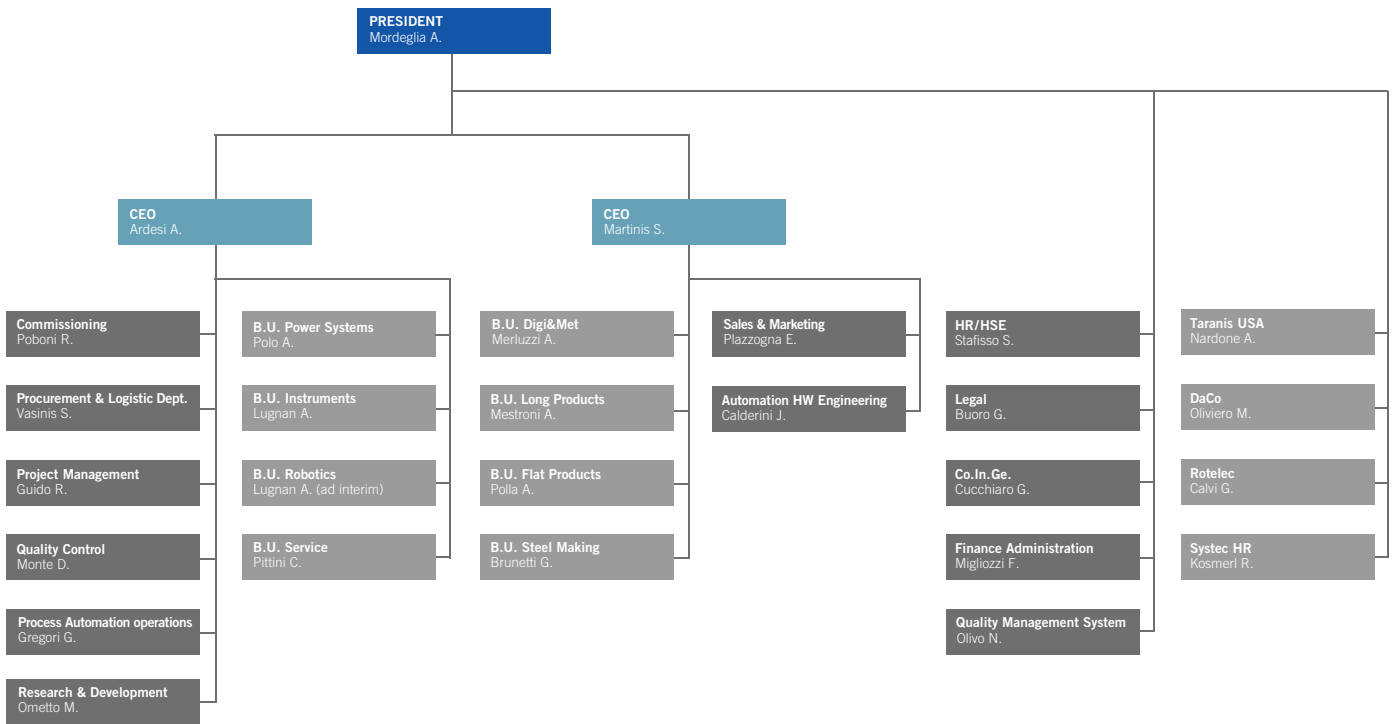 PRESIDENT
Mordeglia A.
CEO
Ardesi A.
CEO
Martinis S.
Commissioning
Poboni R.
Procurement & Logistic Dept.
Vasinis S.
Project Management
Guido R.
Quality Control
Monte D.
Process Automation operations
Gregori G.
Research & Development
Ometto M.
B.U. Power Systems
Polo A.
B.U. Instruments
Lugnan A.
B.U. Robotics
Lugnan A. (ad interim)
B.U. Service
Pittini C.
B.U. Digi&Met
Merluzzi A.
B.U. Long Products
Mestroni A.
B.U. Flat Products
Polla A.
B.U. Steel Making
Brunetti G.
Sales & Marketing
Plazzogna E.
Automation HW Engineering
Calderini J.
HR/HSE
Stafisso S.
Legal
Buoro G.
Co.In.Ge.
Cucchiaro G.
Finance Administration
Migliozzi F.
Quality Management System
Olivo N.
Taranis USA
Nardone A.
DaCo
Oliviero M.
Rotelec
Calvi G.
Systec HR
Kosmerl R.